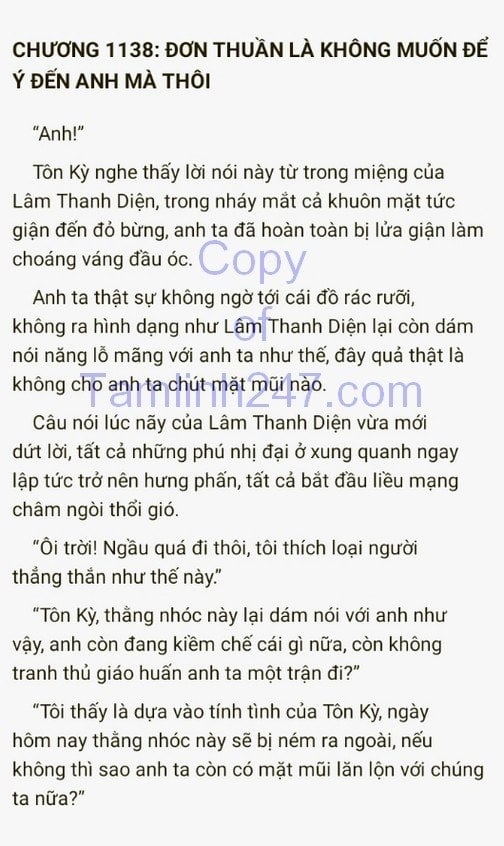 CHƯƠNG 1138: ĐƠN THUẦN LÀ KHÔNG MUỐN ĐỂ
Ý ĐẾN ANH MÀ THÔI
“Anh!”
Tôn Kỳ nghe thấy lời nói này từ trong miệng của
Lâm Thanh Diện, trong nháy mắt cả khuôn mặt tức
giận đến đỏ bừng, anh ta đã hoàn toàn bị lửa giận làm
choáng váng đầu óc.
Copy
Anh ta thật sự không ngờ tới cái đồ rác rưỡi,
không ra hình dạng như Lâm Thanh Diện lại còn dám
of
nói năng lỗ mãng với anh ta như thế, đây quả thật là
không cho anh ta chút mặt mũi nào.
Tamlinh247.com
Câu nói lúc nãy của Lâm Thanh Diện vừa mới
dứt lời, tất cả những phú nhị đại ở xung quanh ngay
lập tức trở nên hưng phấn, tất cả bắt đầu liều mạng
châm ngòi thổi gió.
“Ôi trời! Ngầu quá đi thôi, tôi thích loại người
thẳng thắn như thế này.”
“Tôn Kỳ, thằng nhóc này lại dám nói với anh như
vậy, anh còn đang kiềm chế cái gì nữa, còn không
tranh thủ giáo huấn anh ta một trận đi?”
“Tôi thấy là dựa vào tính tình của Tôn Kỳ, ngày
hôm nay thằng nhóc này sẽ bị ném ra ngoài, nếu
không thì sao anh ta còn có mặt mũi lăn lộn với chúng
ta nữa?”